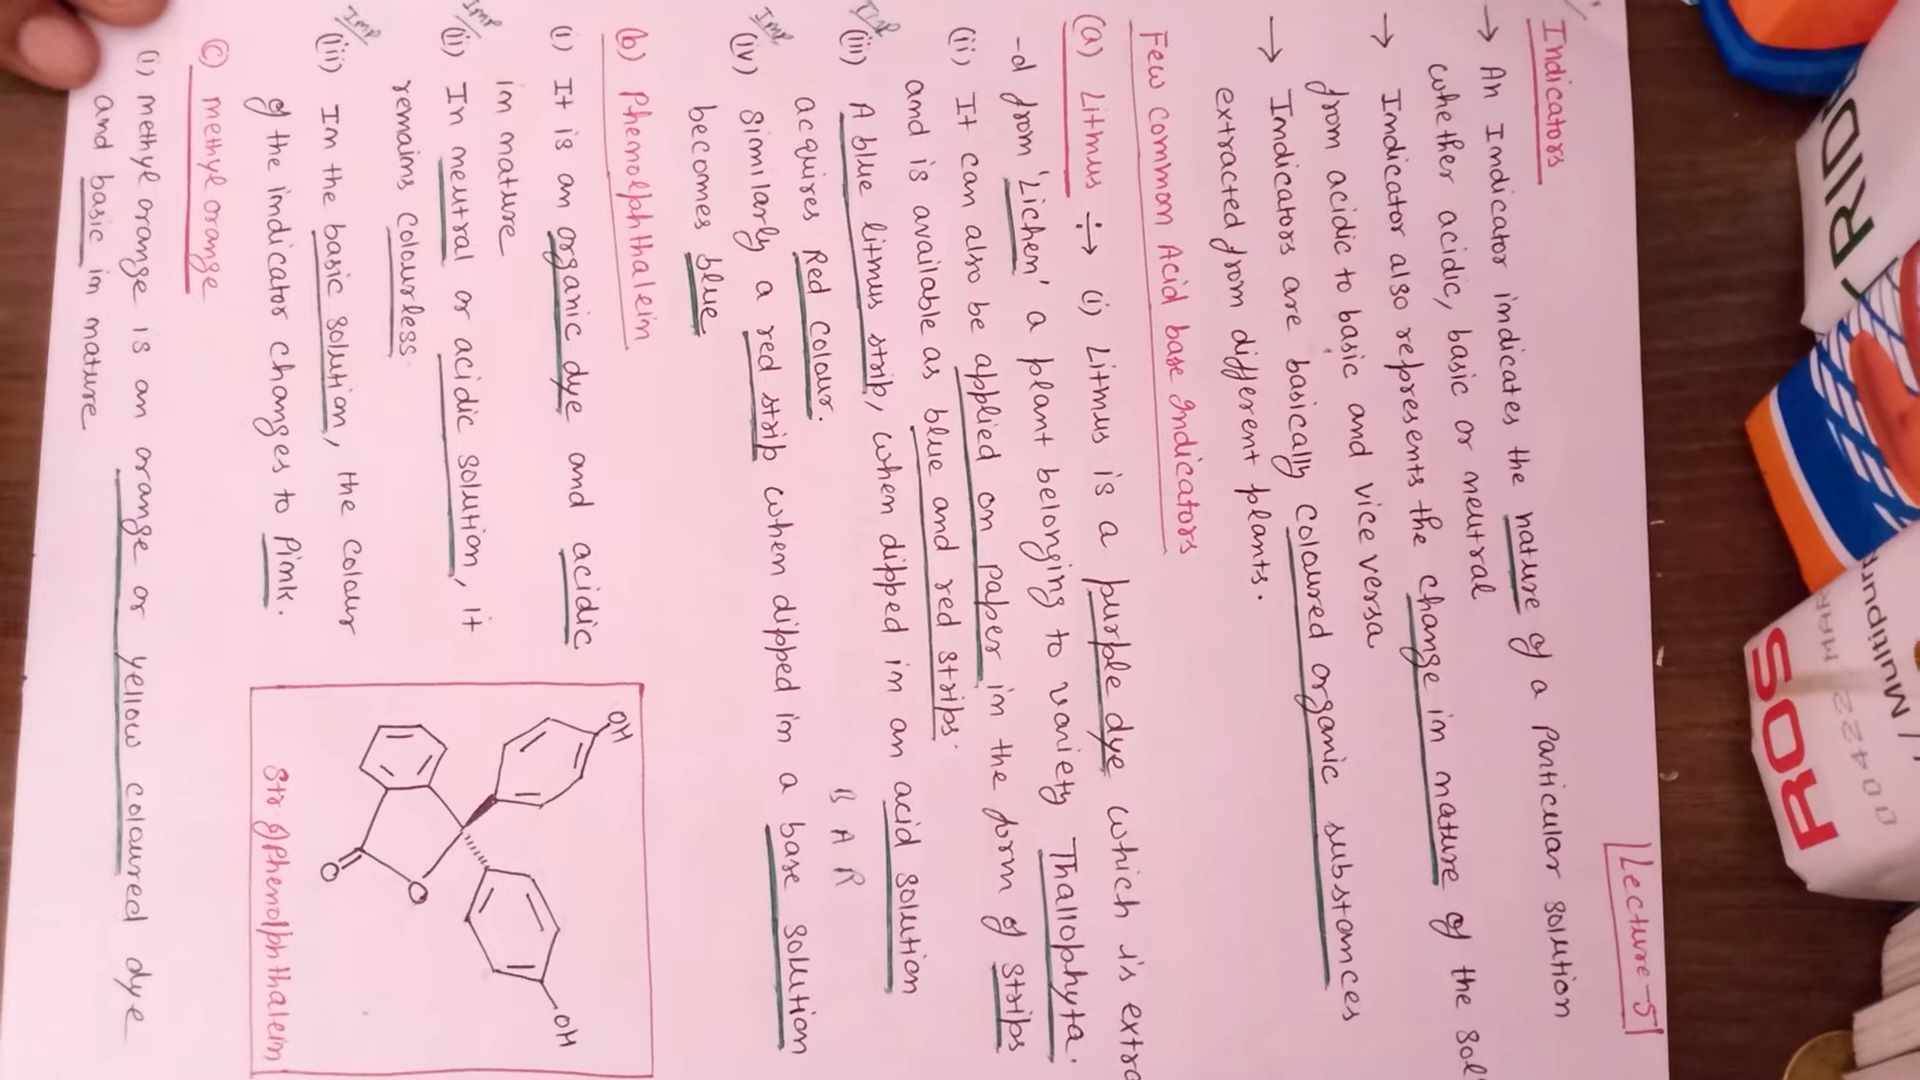 Lecture-5
Indicators
→ An Indicator indicates the nature of a particular solution
whether acidic, basic or neutral
→ Indicator also represents the change in nature of the sol
from acidic to basic and vice versa
→ Indicators are basically coloured organic substances
extracted from different plants.
Few Common Acid base Indicators
(a) Litmus ÷→ (i) Litmus is a purple dye which is extra
-d from 'Lichen' a plant belonging to variety Thallophyta.
(ii) It can also be applied on paper in the form of strips
and is available as blue and red strips.
Imp (iii) A blue litmus strip, when dipped in an acid solution
acquires Red Colour. B A R
Imp (iv) Similarly a red strip when dipped in a base solution
becomes blue
(b) Phenolphthalein
(i) It is an organic dye and acidic
in nature
Imp (ii) In neutral or acidic solution, it
remains colourless.
Imp (iii) In the basic solution, the colour
of the indicator changes to Pink.
OH
OH
O
O
Str of Phenolphthalein
(c) methyl orange
(i) methyl orange is an orange or yellow coloured dye
and basic in nature
ROS
Multipurp